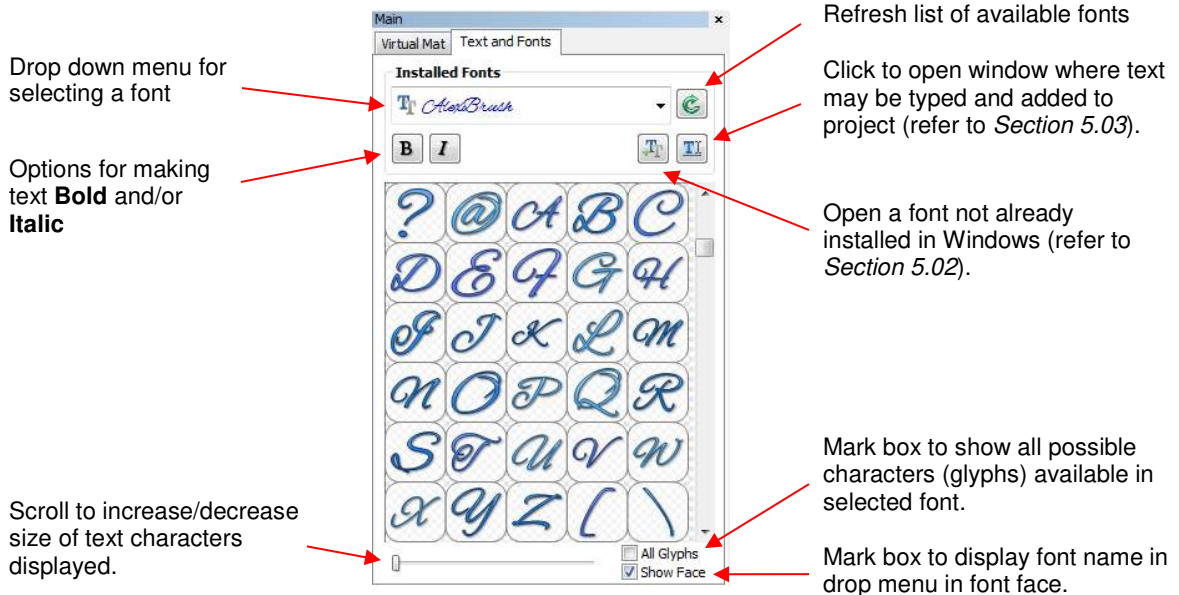 Main
Virtual Mat Text and Fonts
Installed Fonts
AlexBrush
B I
? @ A B C
D E F G H
I J K L M
N O P Q R
S T U V W
X Y Z [ \
All Glyphs
Show Face
Drop down menu for
selecting a font
Options for making
text Bold and/or
Italic
Scroll to increase/decrease
size of text characters
displayed.
Refresh list of available fonts
Click to open window where text
may be typed and added to
project (refer to Section 5.03).
Open a font not already
installed in Windows (refer to
Section 5.02).
Mark box to show all possible
characters (glyphs) available in
selected font.
Mark box to display font name in
drop menu in font face.